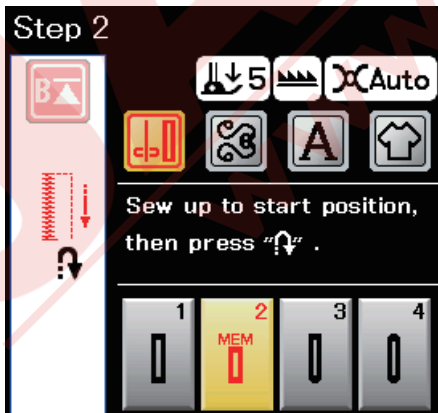 Step 2
B
5
Auto
A
Sew up to start position,
then press " " .
1
2
3
4
MEM